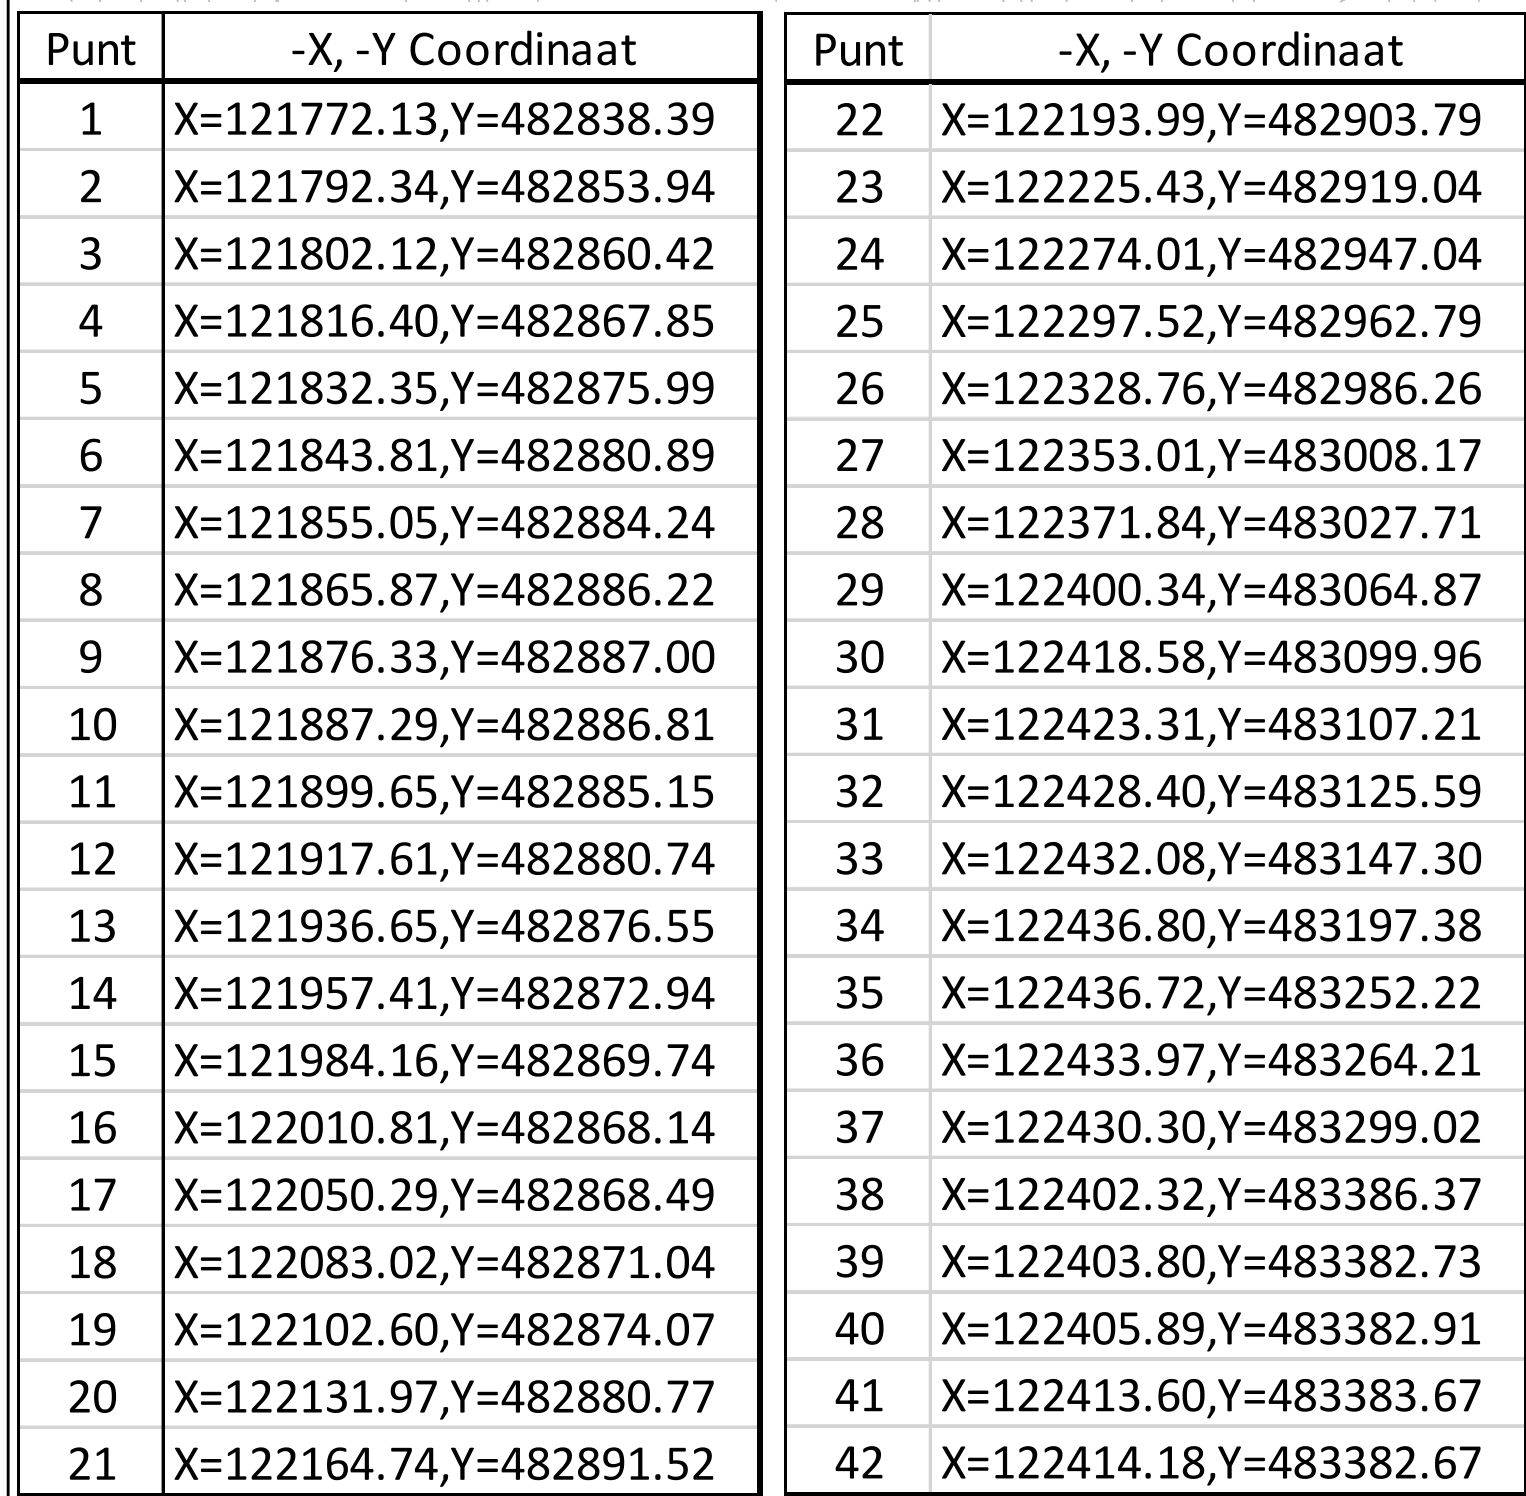 Punt -X, -Y Coordinaat
1 X=121772.13,Y=482838.39
2 X=121792.34,Y=482853.94
3 X=121802.12,Y=482860.42
4 X=121816.40,Y=482867.85
5 X=121832.35,Y=482875.99
6 X=121843.81,Y=482880.89
7 X=121855.05,Y=482884.24
8 X=121865.87,Y=482886.22
9 X=121876.33,Y=482887.00
10 X=121887.29,Y=482886.81
11 X=121899.65,Y=482885.15
12 X=121917.61,Y=482880.74
13 X=121936.65,Y=482876.55
14 X=121957.41,Y=482872.94
15 X=121984.16,Y=482869.74
16 X=122010.81,Y=482868.14
17 X=122050.29,Y=482868.49
18 X=122083.02,Y=482871.04
19 X=122102.60,Y=482874.07
20 X=122131.97,Y=482880.77
21 X=122164.74,Y=482891.52
Punt -X, -Y Coordinaat
22 X=122193.99,Y=482903.79
23 X=122225.43,Y=482919.04
24 X=122274.01,Y=482947.04
25 X=122297.52,Y=482962.79
26 X=122328.76,Y=482986.26
27 X=122353.01,Y=483008.17
28 X=122371.84,Y=483027.71
29 X=122400.34,Y=483064.87
30 X=122418.58,Y=483099.96
31 X=122423.31,Y=483107.21
32 X=122428.40,Y=483125.59
33 X=122432.08,Y=483147.30
34 X=122436.80,Y=483197.38
35 X=122436.72,Y=483252.22
36 X=122433.97,Y=483264.21
37 X=122430.30,Y=483299.02
38 X=122402.32,Y=483386.37
39 X=122403.80,Y=483382.73
40 X=122405.89,Y=483382.91
41 X=122413.60,Y=483383.67
42 X=122414.18,Y=483382.67